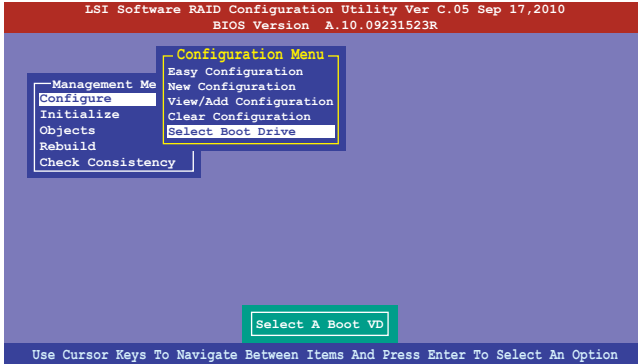 LSI Software RAID Configuration Utility Ver C.05 Sep 17,2010
BIOS Version A.10.09231523R
Management Me
Configure
Initialize
Objects
Rebuild
Check Consistency
Configuration Menu
Easy Configuration
New Configuration
View/Add Configuration
Clear Configuration
Select Boot Drive
Select A Boot VD
Use Cursor Keys To Navigate Between Items And Press Enter To Select An Option